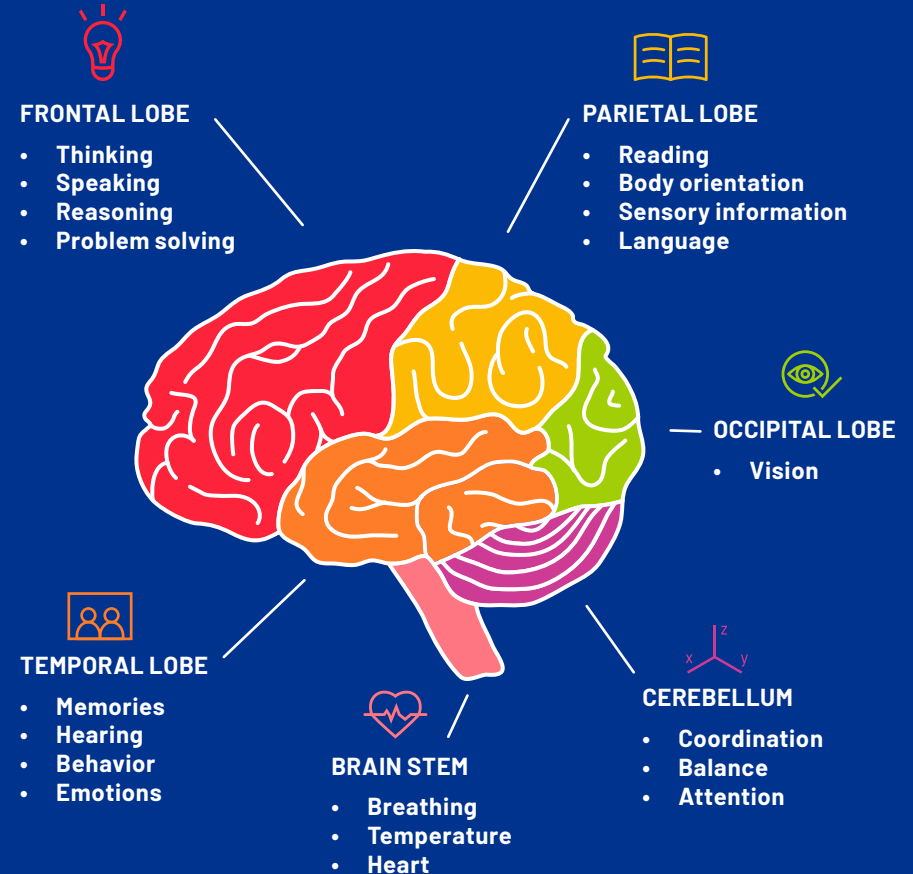 FRONTAL LOBE
• Thinking
• Speaking
• Reasoning
• Problem solving
PARIETAL LOBE
• Reading
• Body orientation
• Sensory information
• Language
OCCIPITAL LOBE
• Vision
TEMPORAL LOBE
• Memories
• Hearing
• Behavior
• Emotions
BRAIN STEM
• Breathing
• Temperature
• Heart
z
x y
CEREBELLUM
• Coordination
• Balance
• Attention